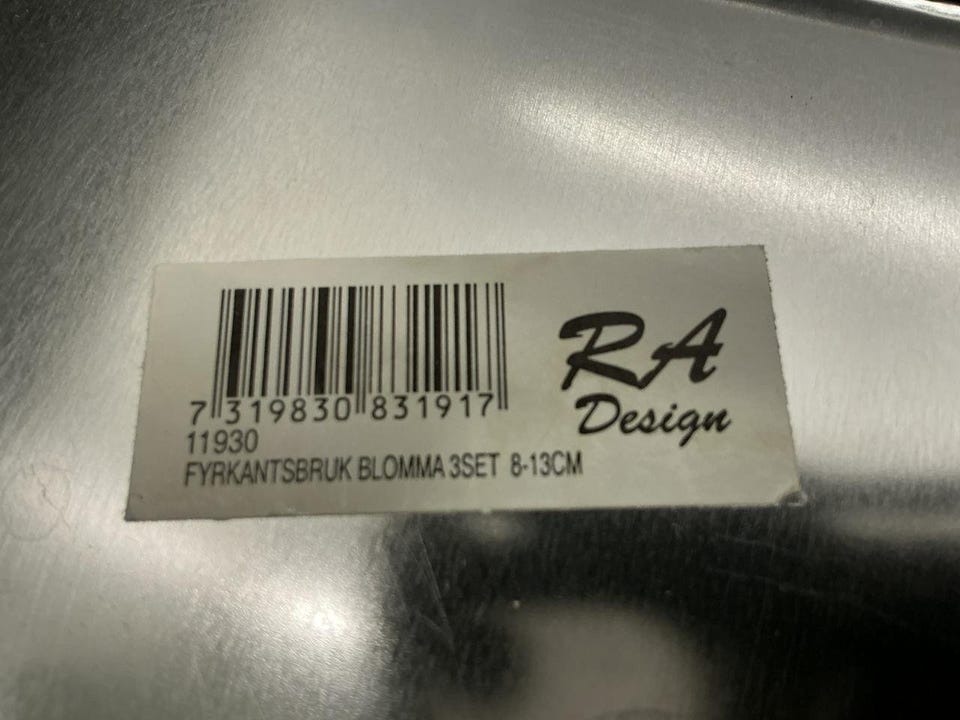 7 319830 831917
11930
FYRKANTSBRUK BLOMMA 3SET 8-13CM
RA
Design